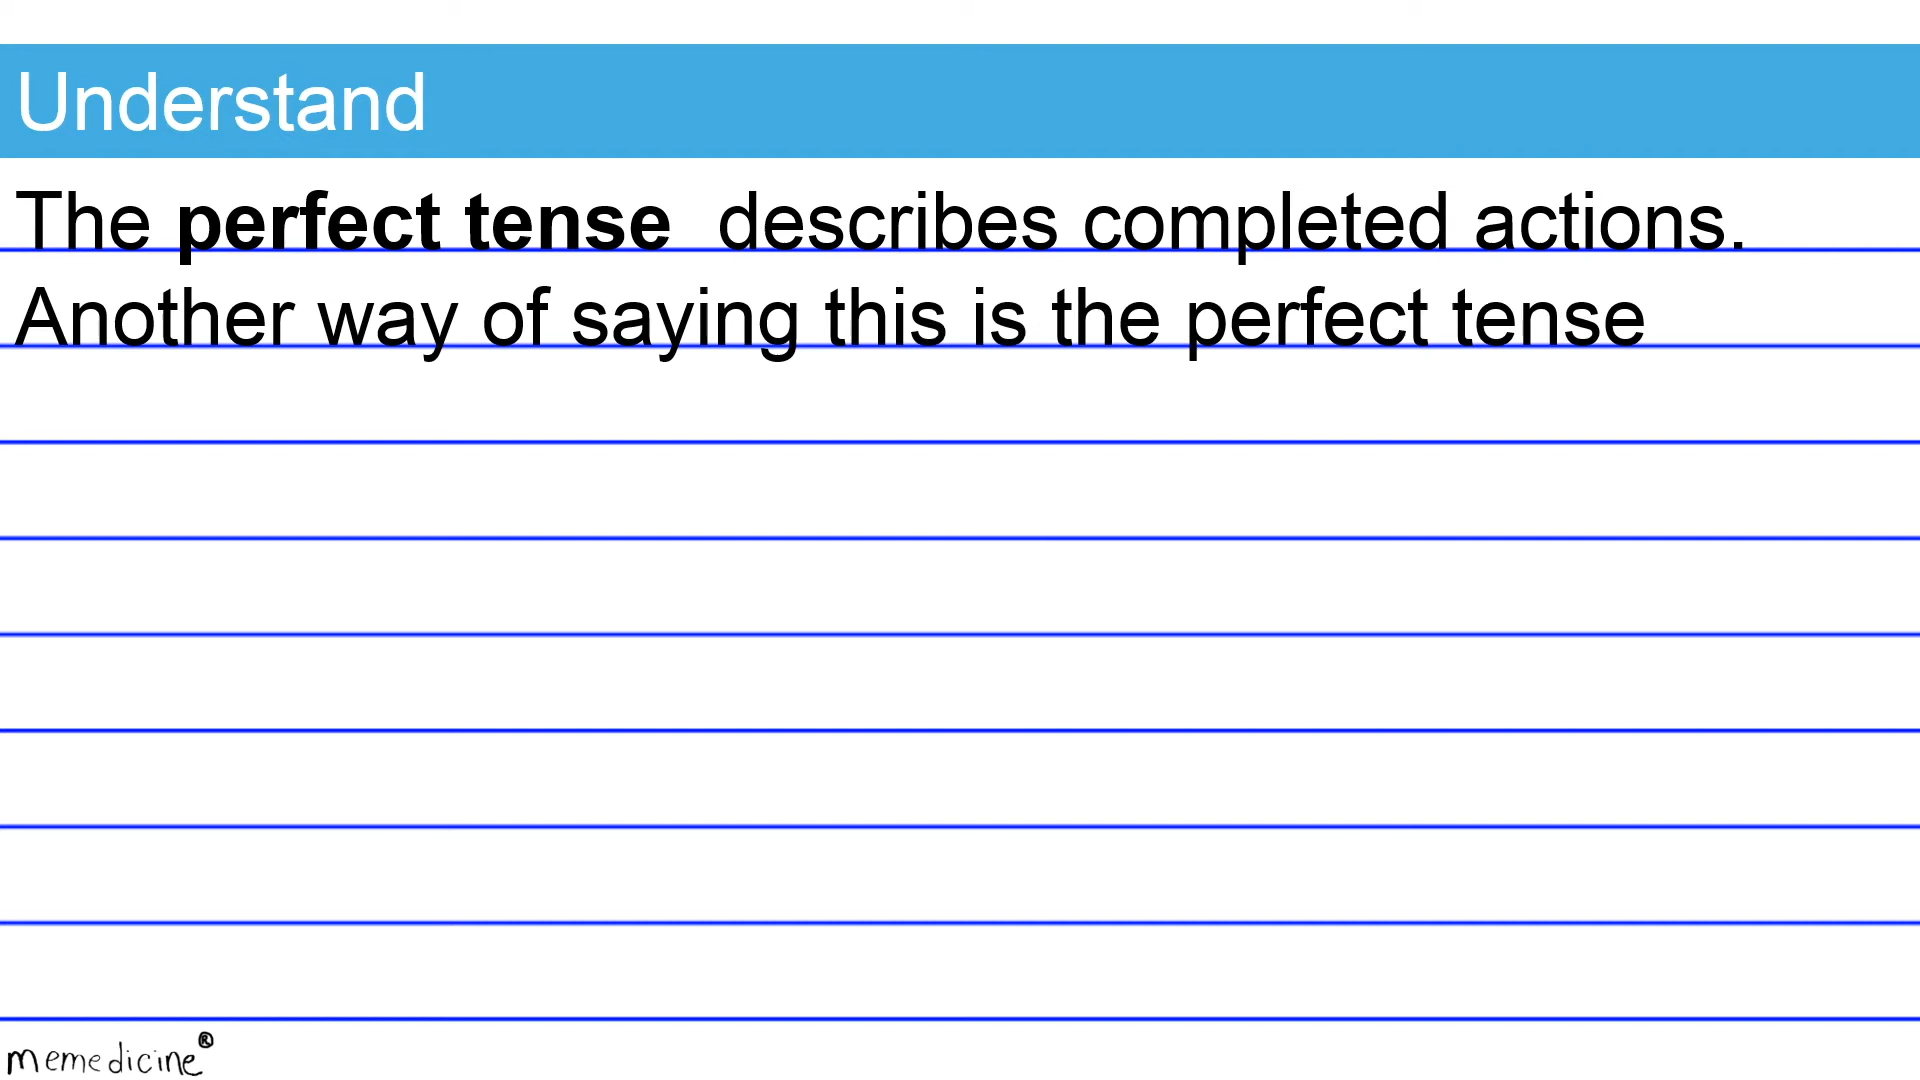 Understand
The perfect tense describes completed actions.
Another way of saying this is the perfect tense
memedicine®